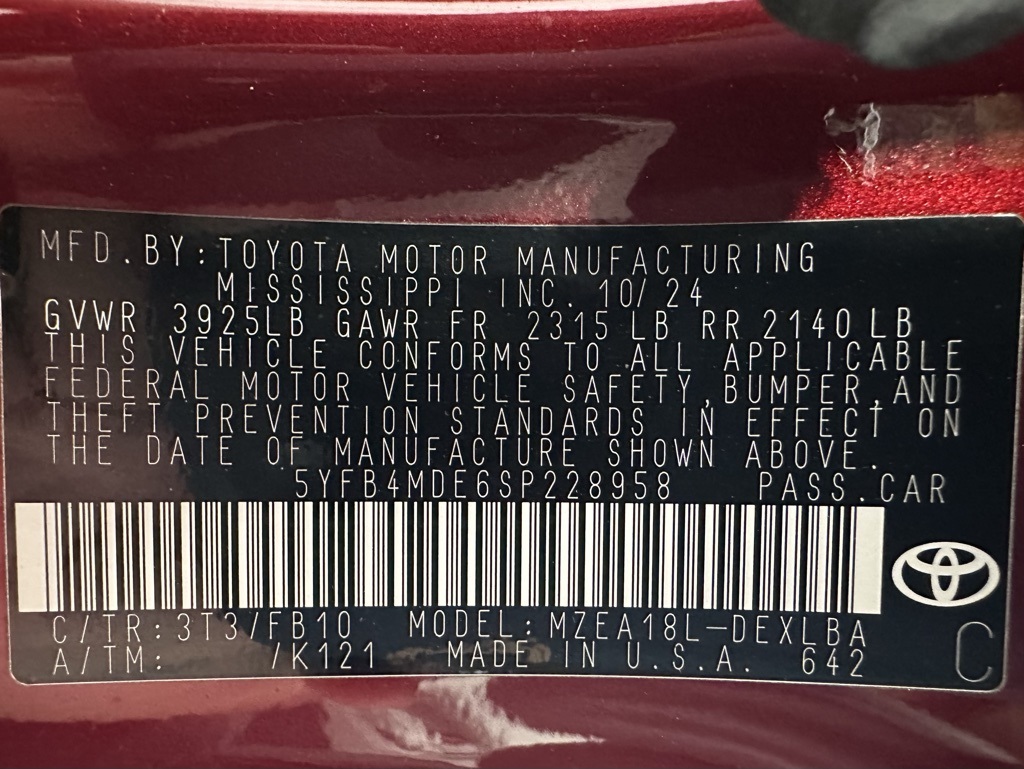 MFD.BY:TOYOTA MOTOR MANUFACTURING
MISSISSIPPI INC. 10/24
GVWR 3925LB GAWR FR 2315 LB RR 2140 LB
THIS VEHICLE CONFORMS TO ALL APPLICABLE
FEDERAL MOTOR VEHICLE SAFETY,BUMPER,AND
THEFT PREVENTION STANDARDS IN EFFECT ON
THE DATE OF MANUFACTURE SHOWN ABOVE.
5YFB4MDE6SP228958 PASS.CAR
C/TR:3T3/FB10 MODEL:MZEA18L-DEXLBA
A/TM: /K121 MADE IN U.S.A. 642
C